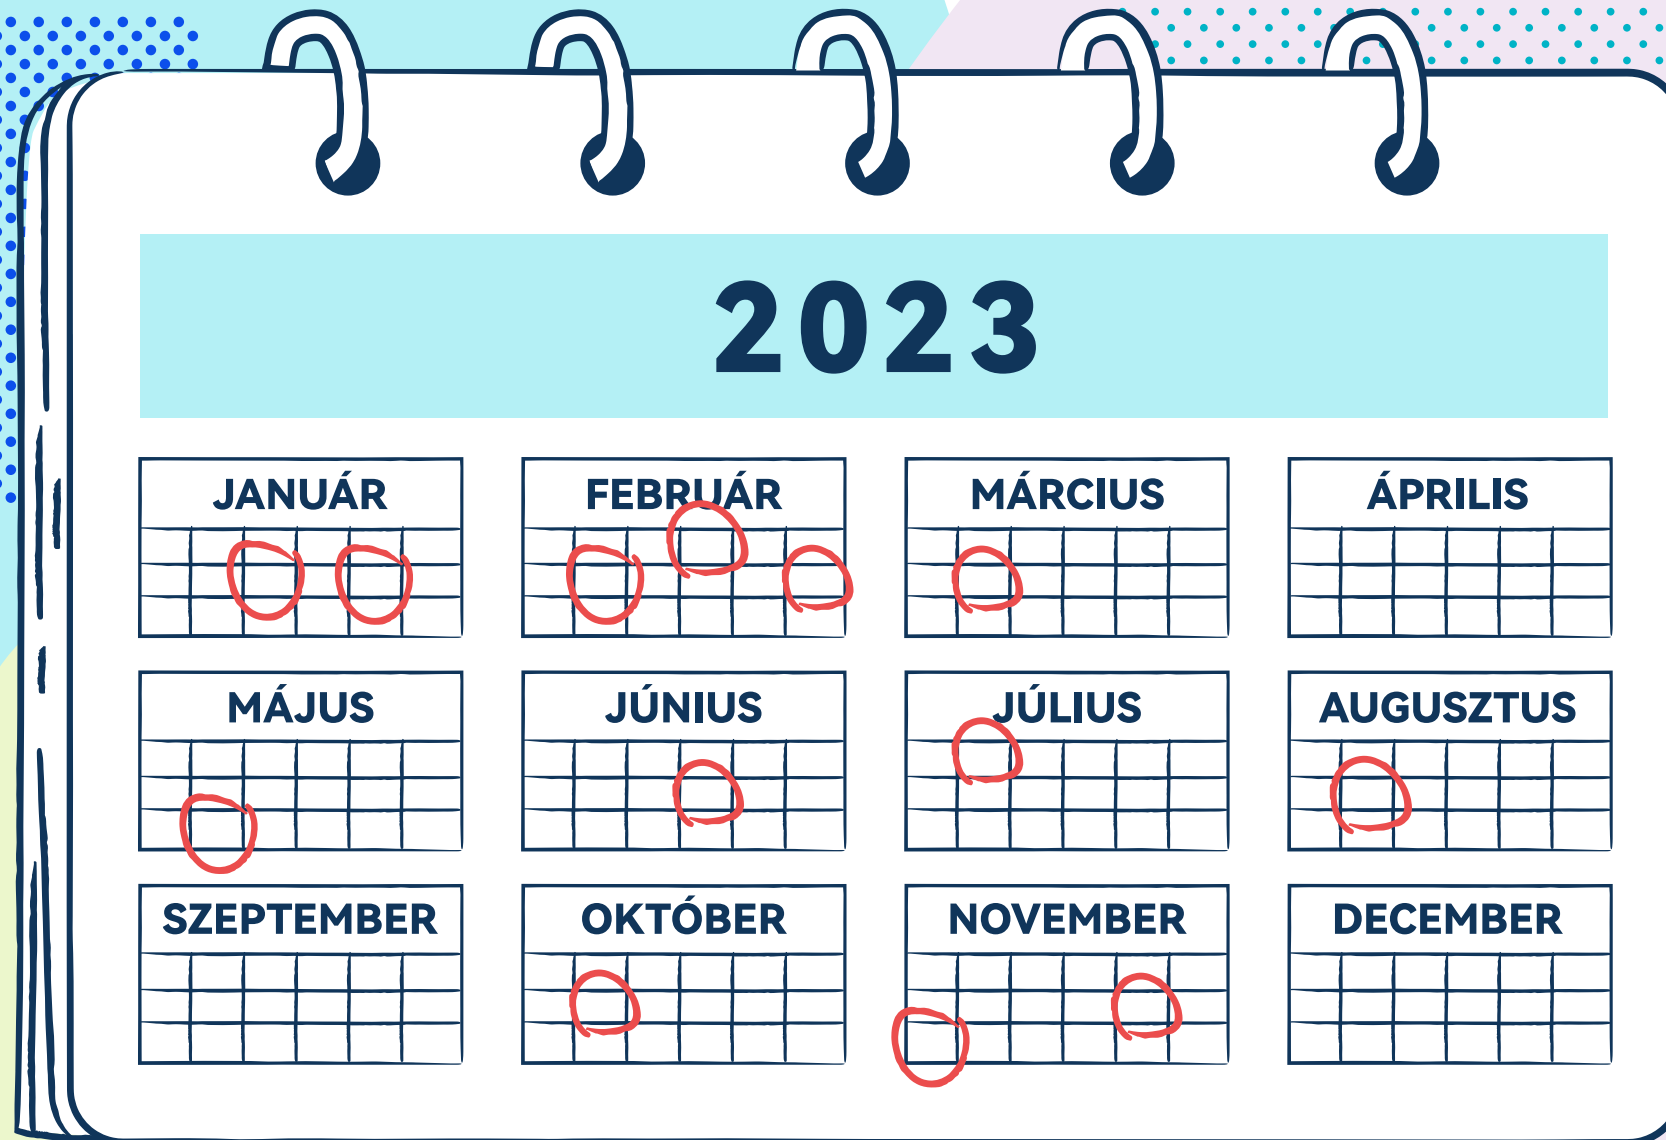 2023
JANUÁR
FEBRUÁR
MÁRCIUS
ÁPRILIS
MÁJUS
JÚNIUS
JÚLIUS
AUGUSZTUS
SZEPTEMBER
OKTÓBER
NOVEMBER
DECEMBER